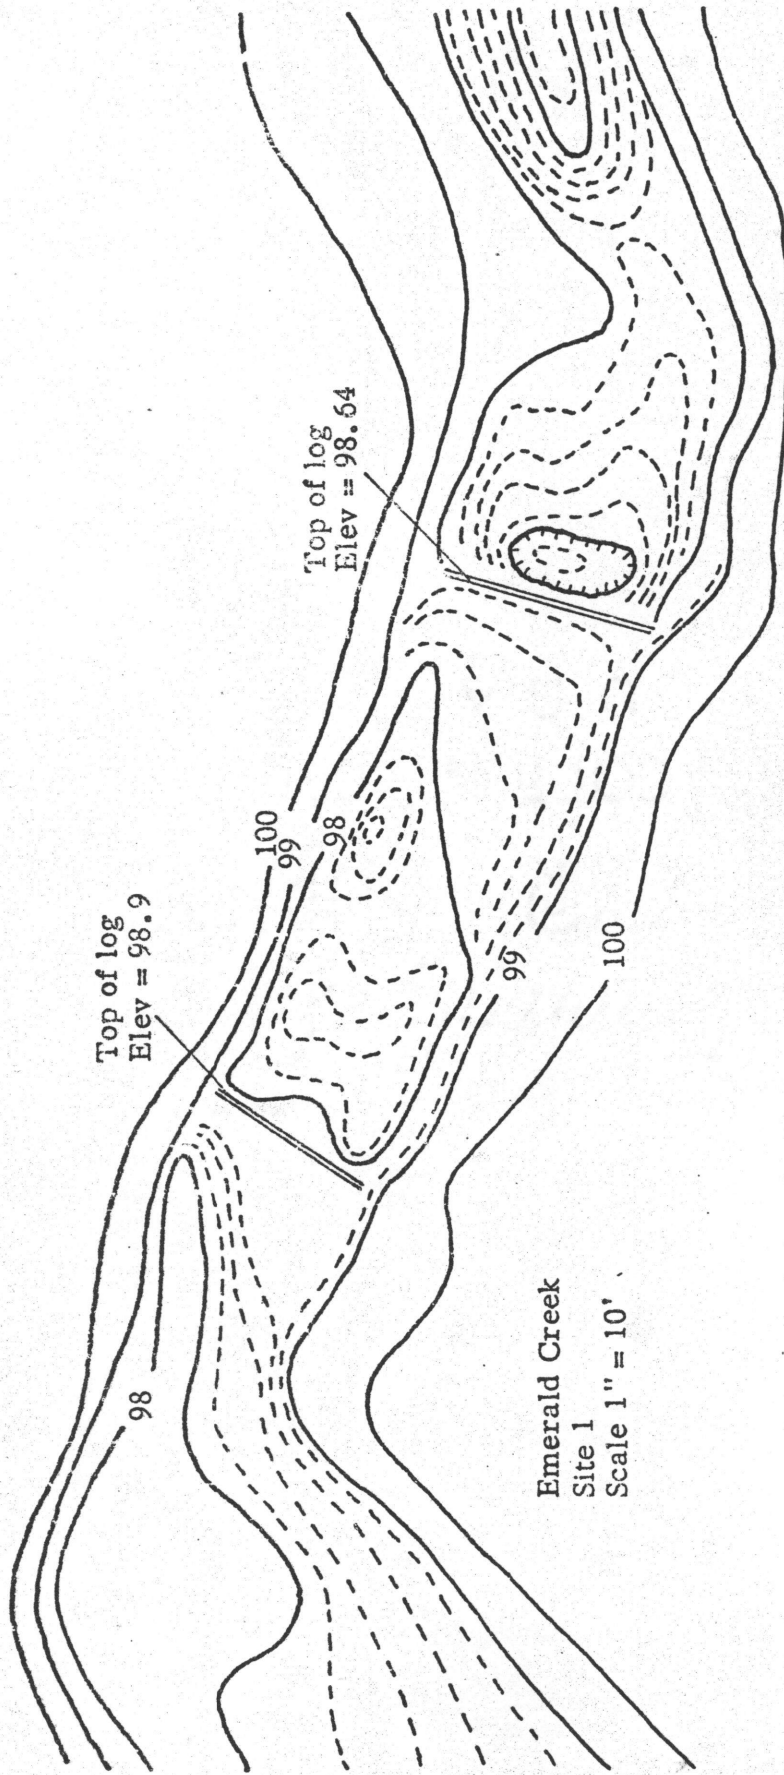 Top of log
Elev = 98.9
Top of log
Elev = 98.64
100
99
98
98
99
100
Emerald Creek
Site 1
Scale 1" = 10'